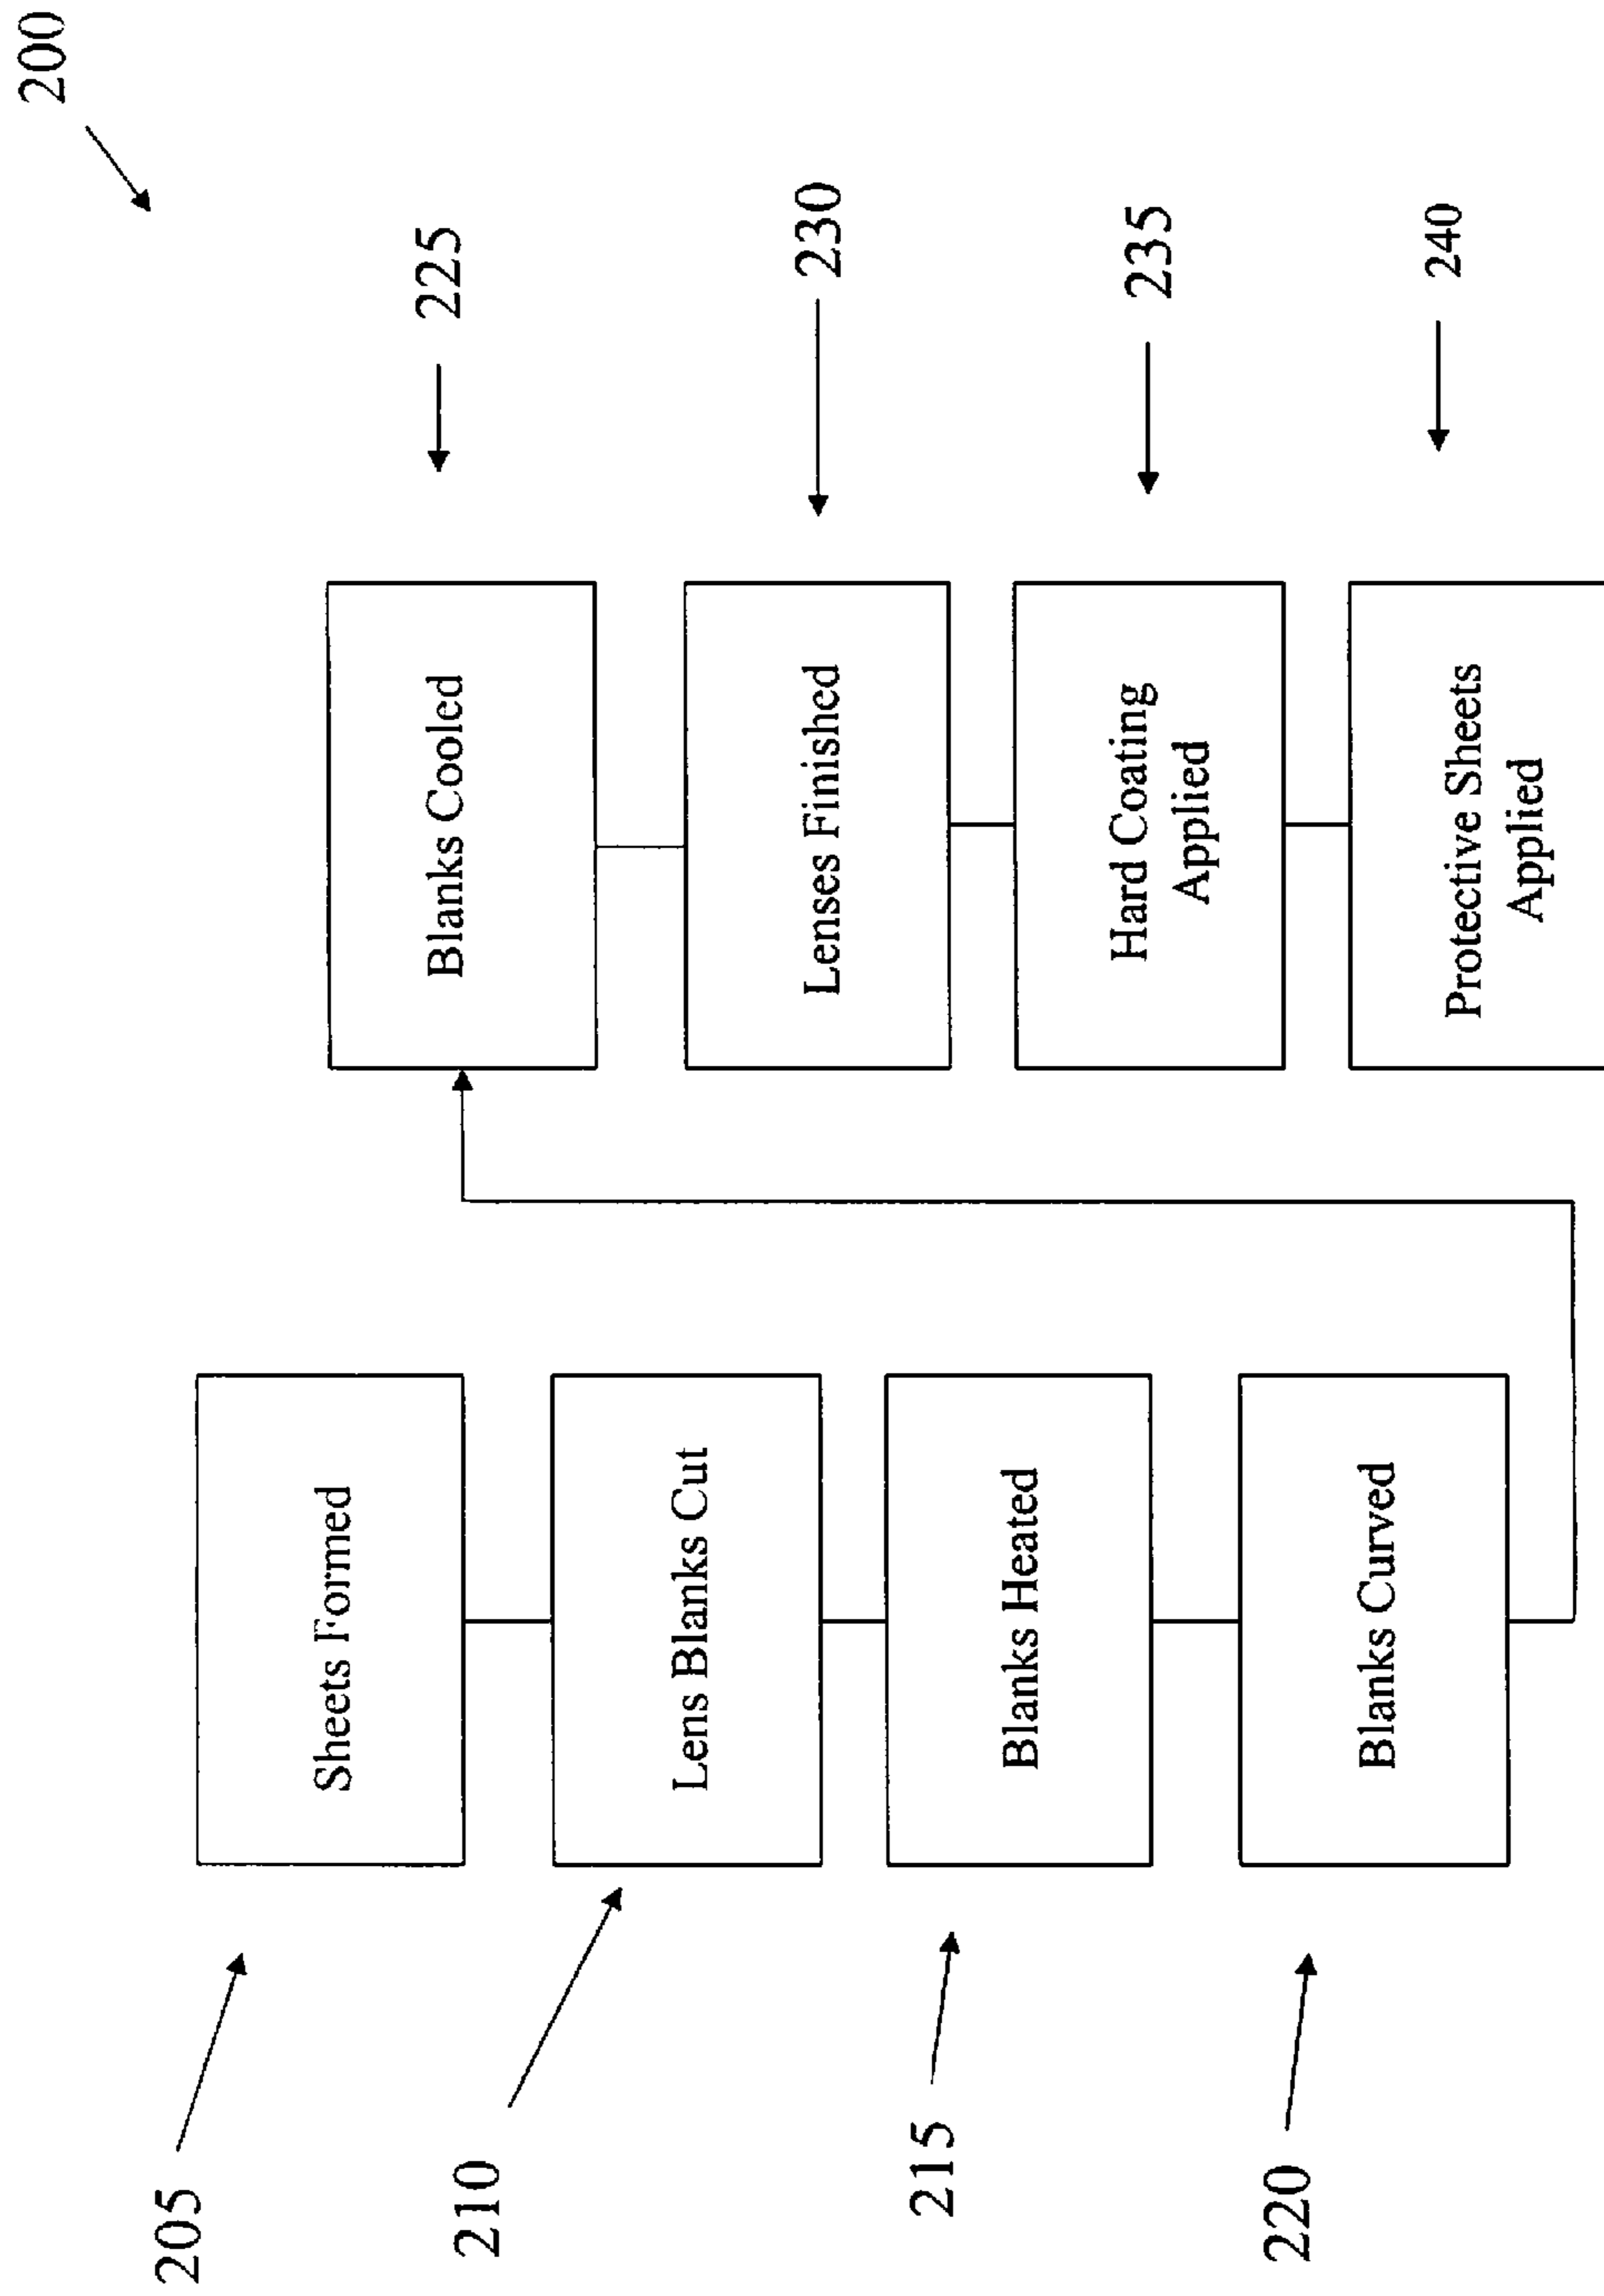 200
205
Sheets Formed
210
Lens Blanks Cut
215
Blanks Heated
220
Blanks Curved
225
Blanks Cooled
230
Lenses Finished
235
Hard Coating
Applied
240
Protective Sheets
Applied